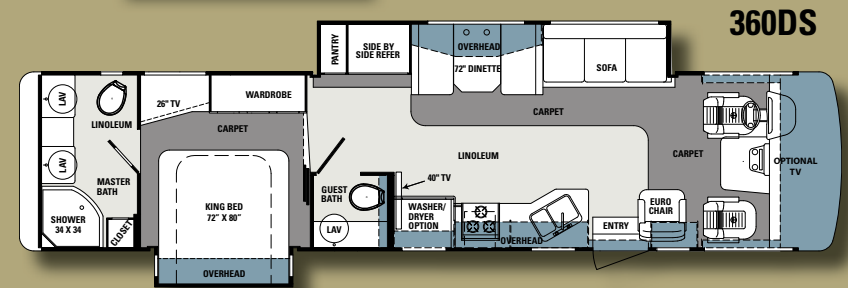 360DS
PANTRY
SIDE BY
SIDE REFER
OVERHEAD
72" DINETTE
SOFA
LAV
LINOLEUM
26" TV
WARDROBE
CARPET
CARPET
LAV
MASTER
BATH
SHOWER
34 X 34
CLOSET
KING BED
72" X 80"
OVERHEAD
GUEST
BATH
LAV
LINOLEUM
40" TV
WASHER/
DRYER
OPTION
OVERHEAD
ENTRY
EURO
CHAIR
CARPET
OPTIONAL
TV